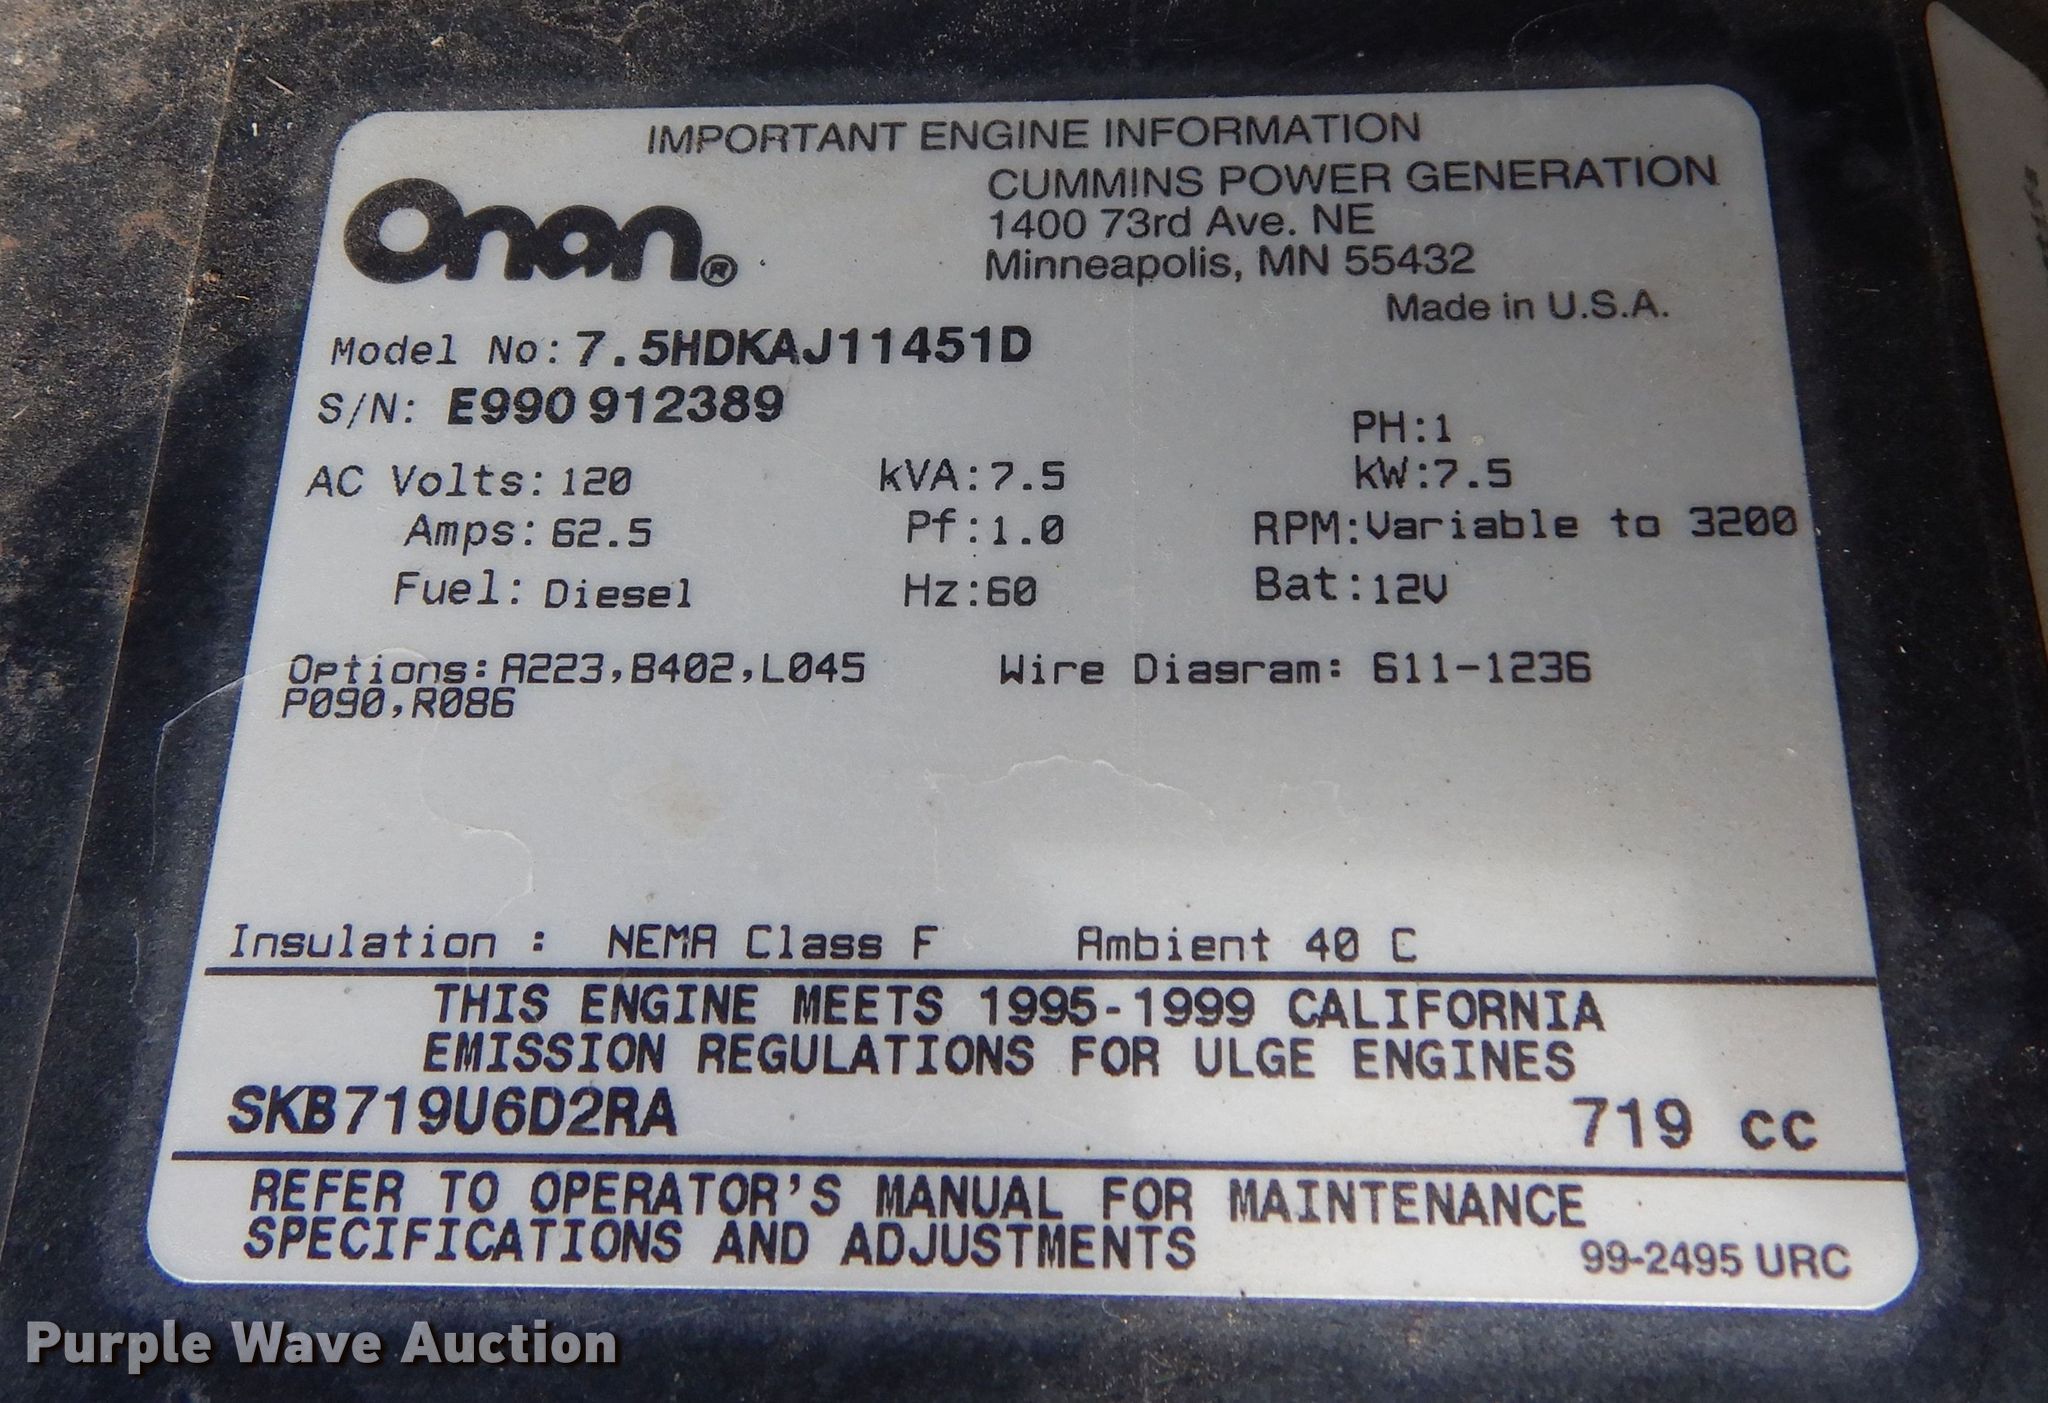 IMPORTANT ENGINE INFORMATION
Onan®
CUMMINS POWER GENERATION
1400 73rd Ave. NE
Minneapolis, MN 55432
Made in U.S.A.
Model No: 7.5HDKAJ11451D
S/N: E990912389
PH:1
AC Volts: 120 kVA:7.5 kW:7.5
Amps: 62.5 Pf:1.0 RPM:Variable to 3200
Fuel: Diesel Hz:60 Bat:12V
Options:A223,B402,L045 Wire Diagram: 611-1236
P090,R086
Insulation : NEMA Class F Ambient 40 C
THIS ENGINE MEETS 1995-1999 CALIFORNIA
EMISSION REGULATIONS FOR ULGE ENGINES
SKB719U6D2RA 719 cc
REFER TO OPERATOR'S MANUAL FOR MAINTENANCE
SPECIFICATIONS AND ADJUSTMENTS
99-2495 URC
Purple Wave Auction